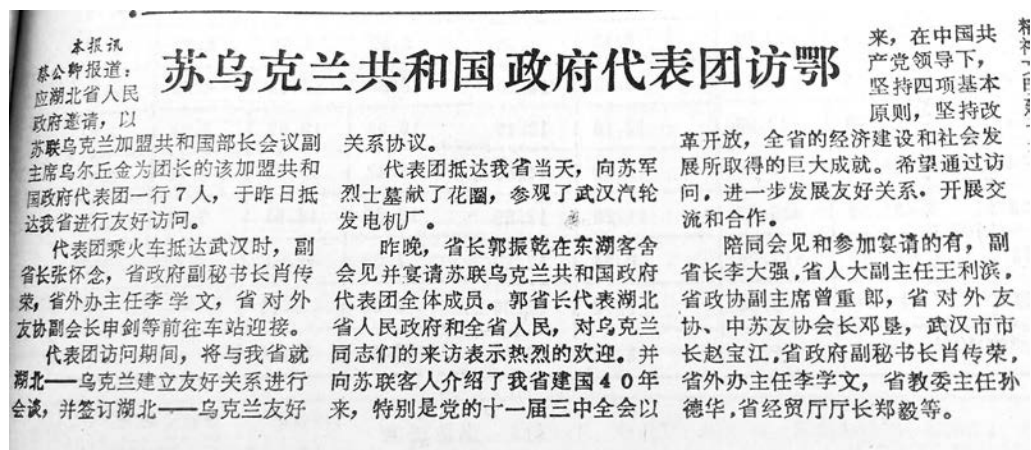 苏乌克兰共和国政府代表团访鄂
本报讯
蔡公卿报道：
应湖北省人民
政府邀请，以
苏联乌克兰加盟共和国部长会议副
主席乌尔丘金为团长的该加盟共和
国政府代表团一行7人，于昨日抵
达我省进行友好访问。
代表团乘火车抵达武汉时，副
省长张怀念，省政府副秘书长肖传
荣，省外办主任李学文，省对外
友协副会长申剑等前往车站迎接。
代表团访问期间，将与我省就
湖北——乌克兰建立友好关系进行
会谈，并签订湖北——乌克兰友好
关系协议。
代表团抵达我省当天，向苏军
烈士墓献了花圈，参观了武汉汽轮
发电机厂。
昨晚，省长郭振乾在东湖客舍
会见并宴请苏联乌克兰共和国政府
代表团全体成员。郭省长代表湖北
省人民政府和全省人民，对乌克兰
同志们的来访表示热烈的欢迎。并
向苏联客人介绍了我省建国40年
来，特别是党的十一届三中全会以
来，在中国共
产党领导下，
坚持四项基本
原则，坚持改
革开放，全省的经济建设和社会发
展所取得的巨大成就。希望通过访
问，进一步发展友好关系。开展交
流和合作。
陪同会见和参加宴请的有，副
省长李大强，省人大副主任王利滨，
省政协副主席曾重郎，省对外友
协、中苏友协会长邓垦，武汉市市
长赵宝江，省政府副秘书长肖传荣，
省外办主任李学文，省教委主任孙
德华，省经贸厅厅长郑毅等。